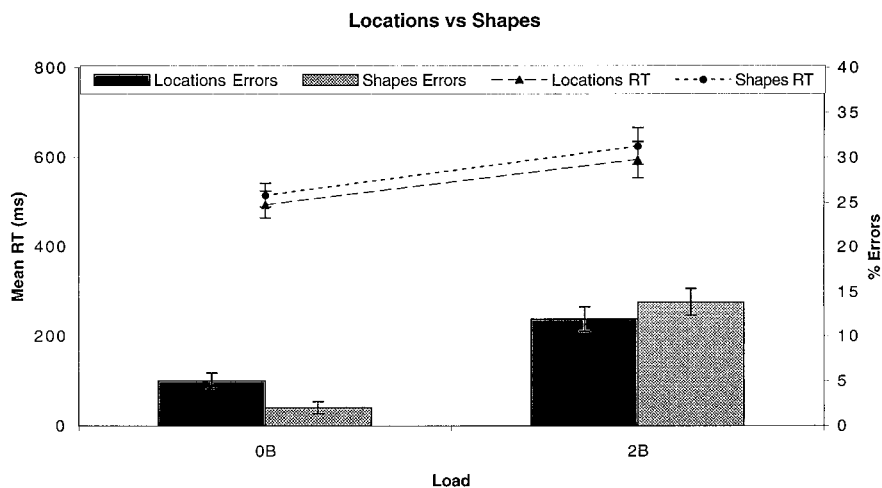 Locations vs Shapes
Locations Errors Shapes Errors Locations RT Shapes RT
800
600
400
200
0
Mean RT (ms)
40
35
30
25
20
15
10
5
0
% Errors
0B 2B
Load